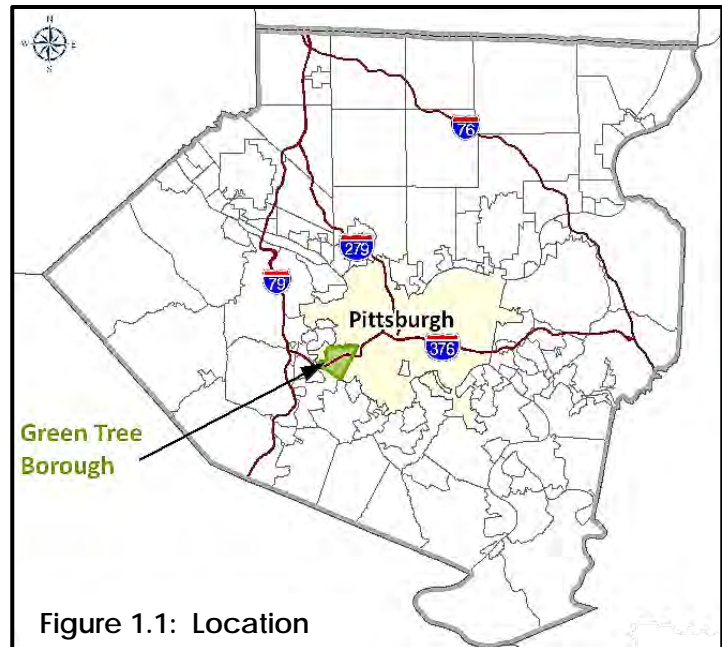 N
W E
S
76
279
79
Pittsburgh
376
Green Tree
Borough
Figure 1.1: Location